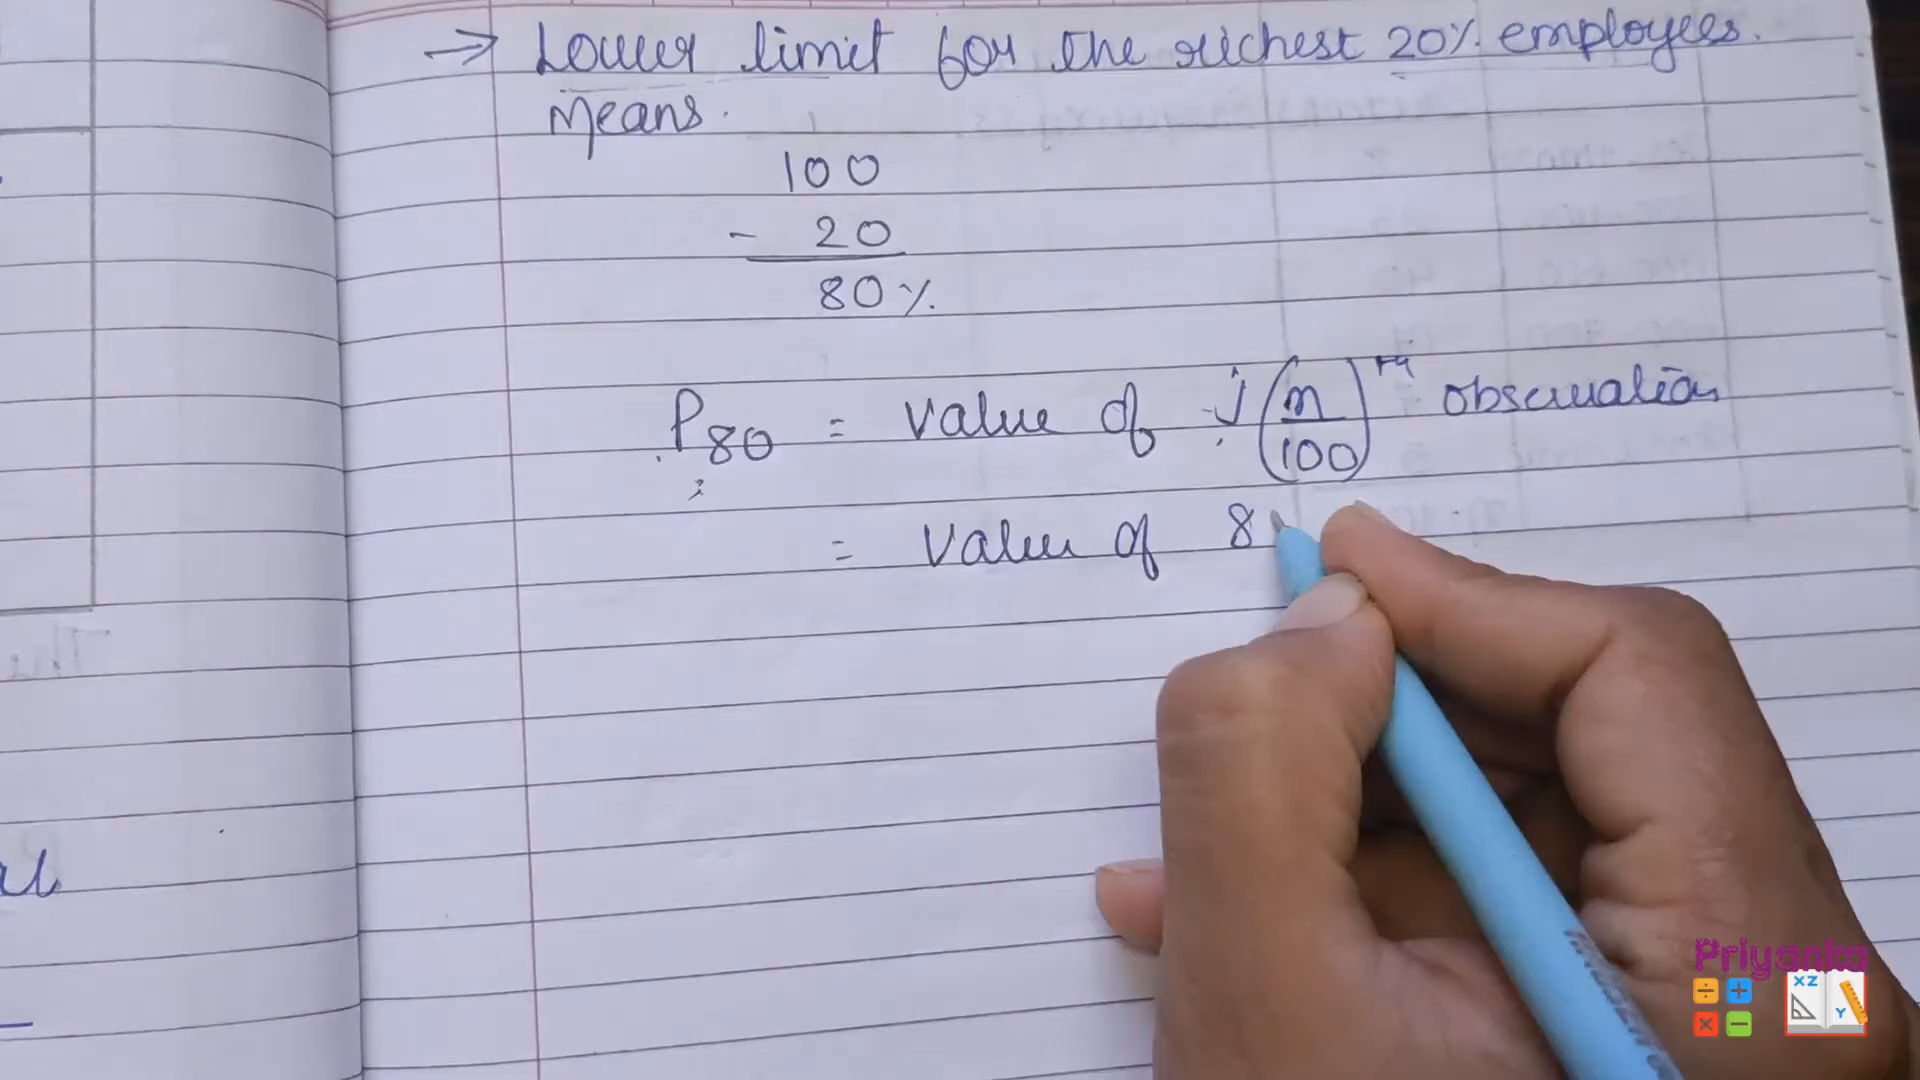 → Lower limit for the richest 20% employees
means.
100
- 20
80%
P80 = value of j(n/100)th observation
j
= value of 8
al
Priyanka